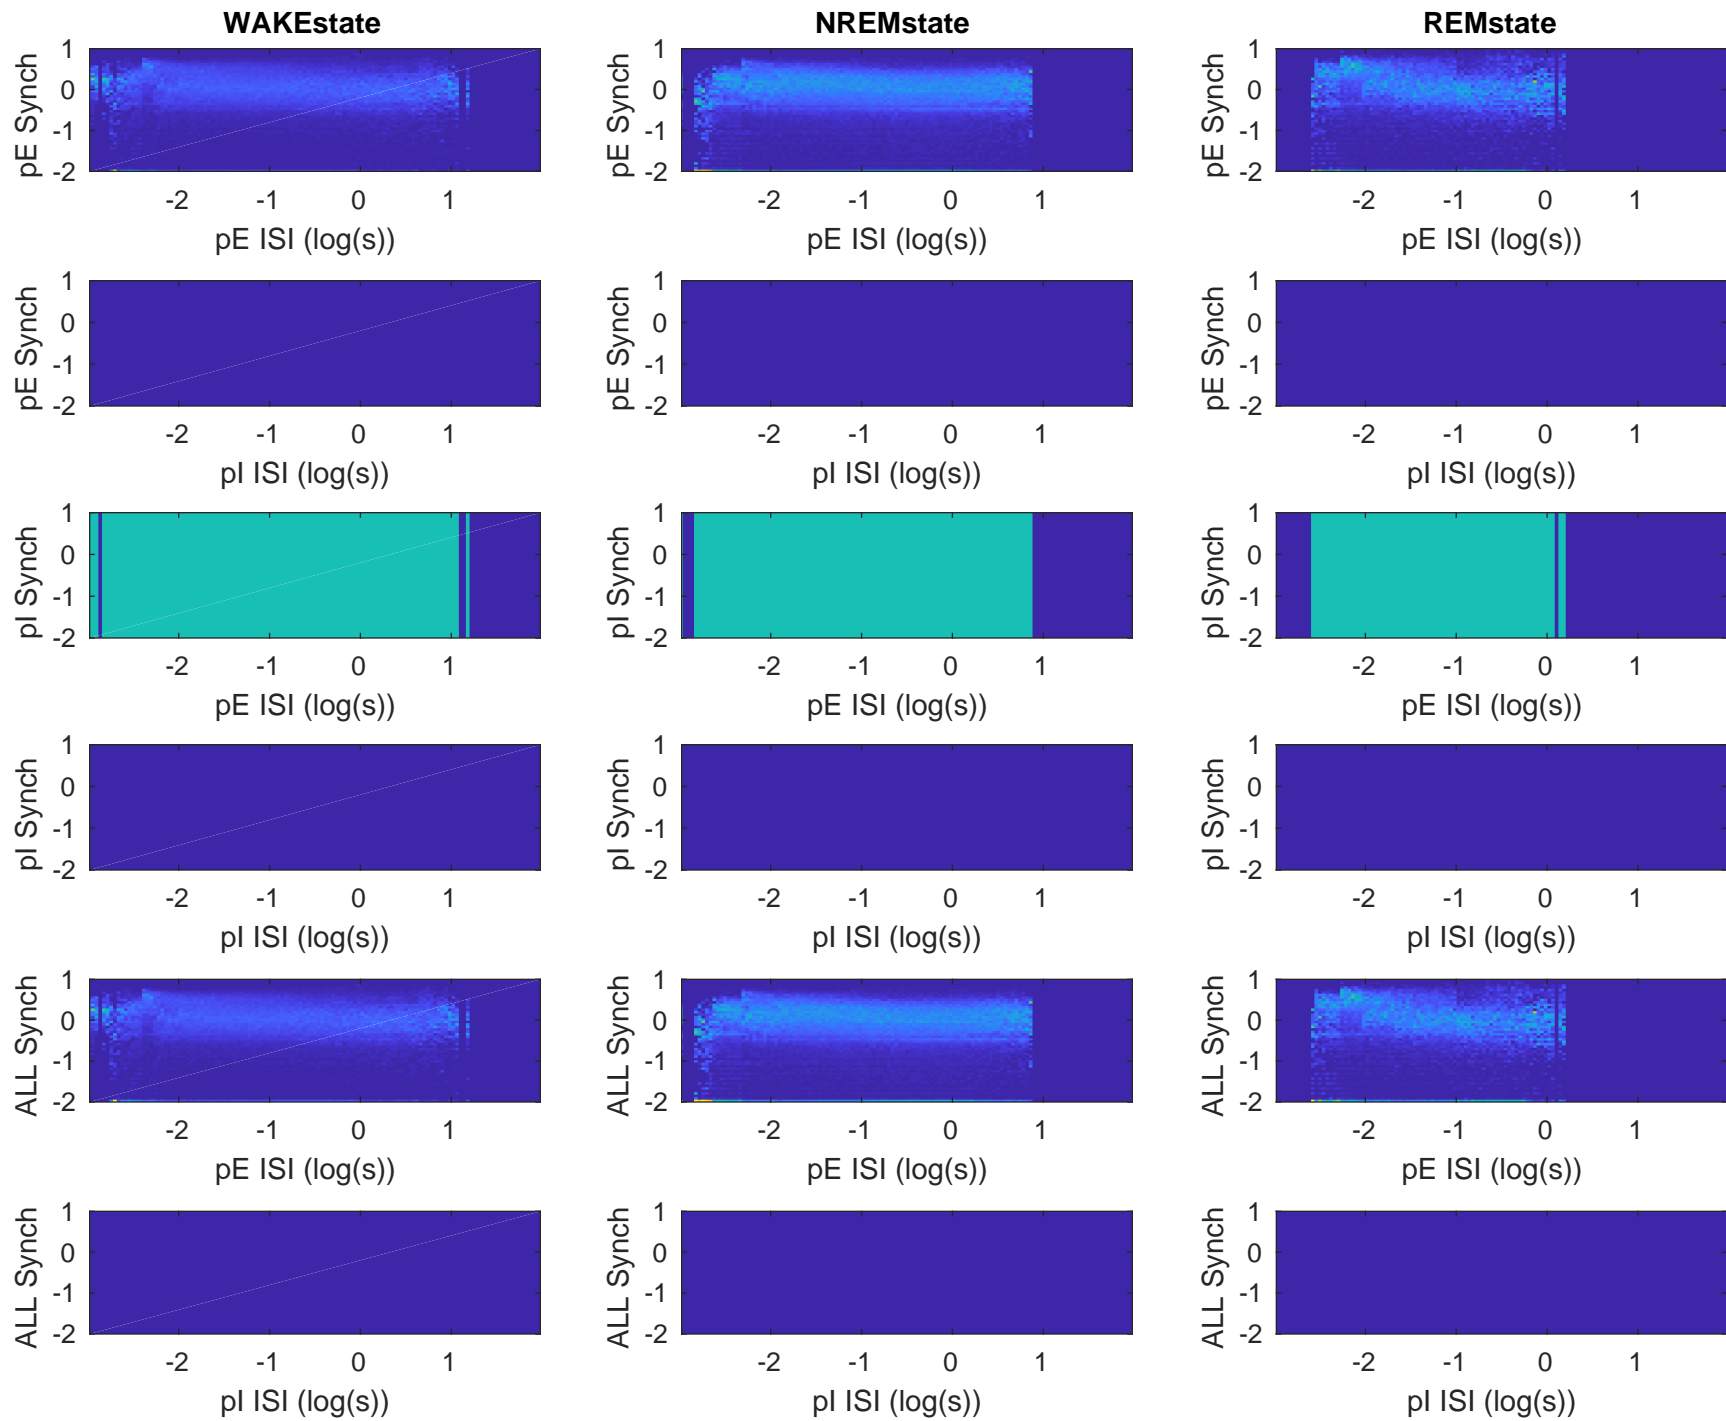 WAKEstate NREMstate REMstate
1 1 1
pE Synch 0 pE Synch 0 pE Synch 0
-1 -1 -1
-2 -2 -2
-2 -1 0 1 -2 -1 0 1 -2 -1 0 1
pE ISI (log(s)) pE ISI (log(s)) pE ISI (log(s))
1 1 1
pE Synch 0 pE Synch 0 pE Synch 0
-1 -1 -1
-2 -2 -2
-2 -1 0 1 -2 -1 0 1 -2 -1 0 1
pI ISI (log(s)) pI ISI (log(s)) pI ISI (log(s))
1 1 1
pI Synch 0 pI Synch 0 pI Synch 0
-1 -1 -1
-2 -2 -2
-2 -1 0 1 -2 -1 0 1 -2 -1 0 1
pE ISI (log(s)) pE ISI (log(s)) pE ISI (log(s))
1 1 1
pI Synch 0 pI Synch 0 pI Synch 0
-1 -1 -1
-2 -2 -2
-2 -1 0 1 -2 -1 0 1 -2 -1 0 1
pI ISI (log(s)) pI ISI (log(s)) pI ISI (log(s))
1 1 1
ALL Synch 0 ALL Synch 0 ALL Synch 0
-1 -1 -1
-2 -2 -2
-2 -1 0 1 -2 -1 0 1 -2 -1 0 1
pE ISI (log(s)) pE ISI (log(s)) pE ISI (log(s))
1 1 1
ALL Synch 0 ALL Synch 0 ALL Synch 0
-1 -1 -1
-2 -2 -2
-2 -1 0 1 -2 -1 0 1 -2 -1 0 1
pI ISI (log(s)) pI ISI (log(s)) pI ISI (log(s))